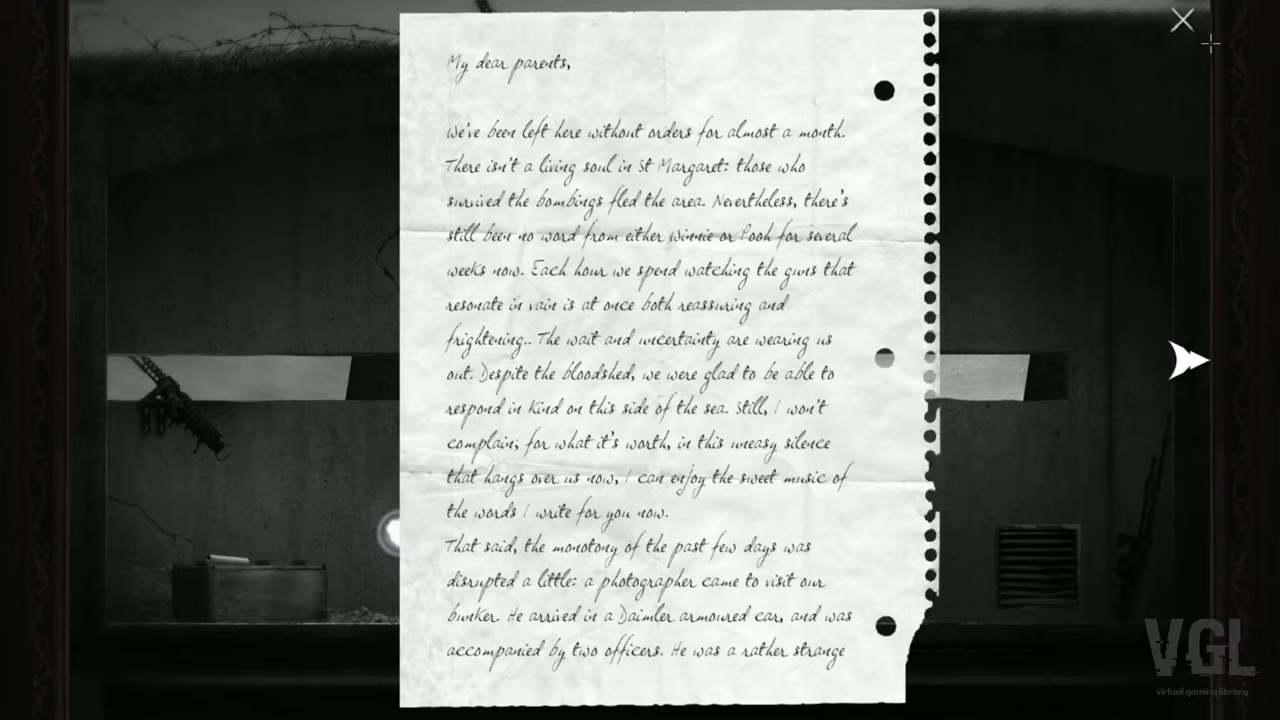 My dear parents,
We've been left here without orders for almost a month.
There isn't a living soul in St Margaret: those who
survived the bombings fled the area. Nevertheless, there's
still been no word from either Winnie or Pooh for several
weeks now. Each hour we spend watching the guns that
resonate in vain is at once both reassuring and
frightening.. The wait and uncertainty are wearing us
out. Despite the bloodshed, we were glad to be able to
respond in kind on this side of the sea. Still, I won't
complain; for what it's worth, in this uneasy silence
that hangs over us now, I can enjoy the sweet music of
the words I write for you now.
That said, the monotony of the past few days was
disrupted a little: a photographer came to visit our
bunker. He arrived in a Daimler armoured car, and was
accompanied by two officers. He was a rather strange
VGL
virtual gaming library